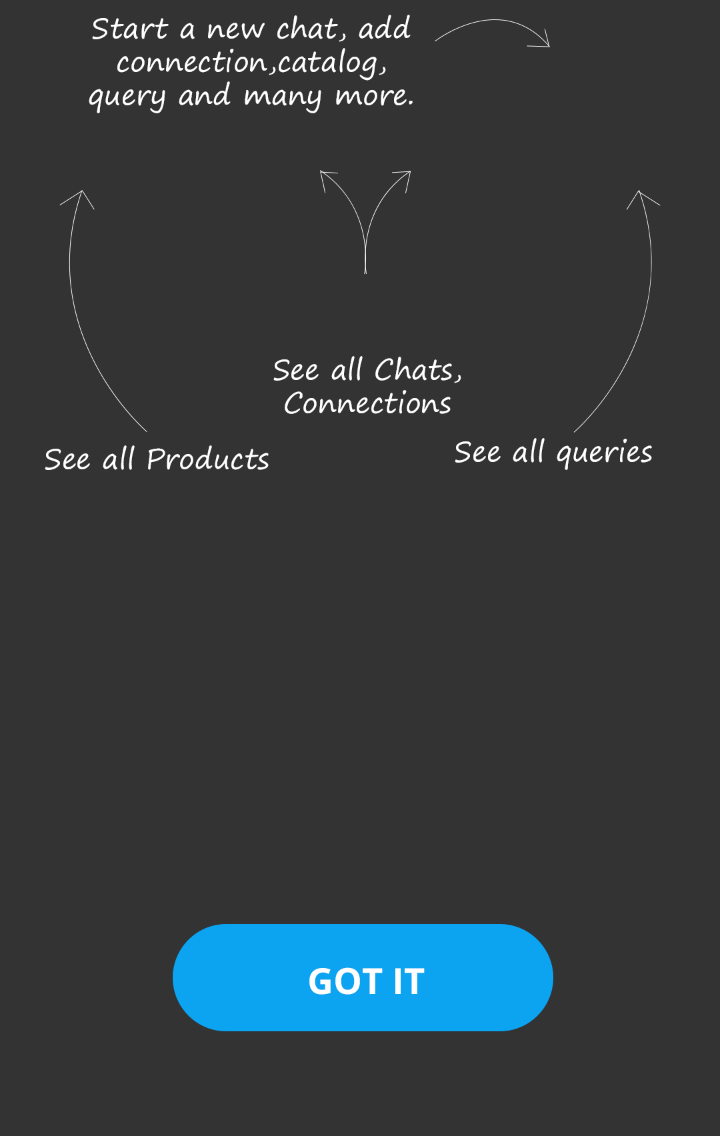 Start a new chat, add
connection,catalog,
query and many more.
See all Chats,
Connections
See all Products
See all queries
GOT IT